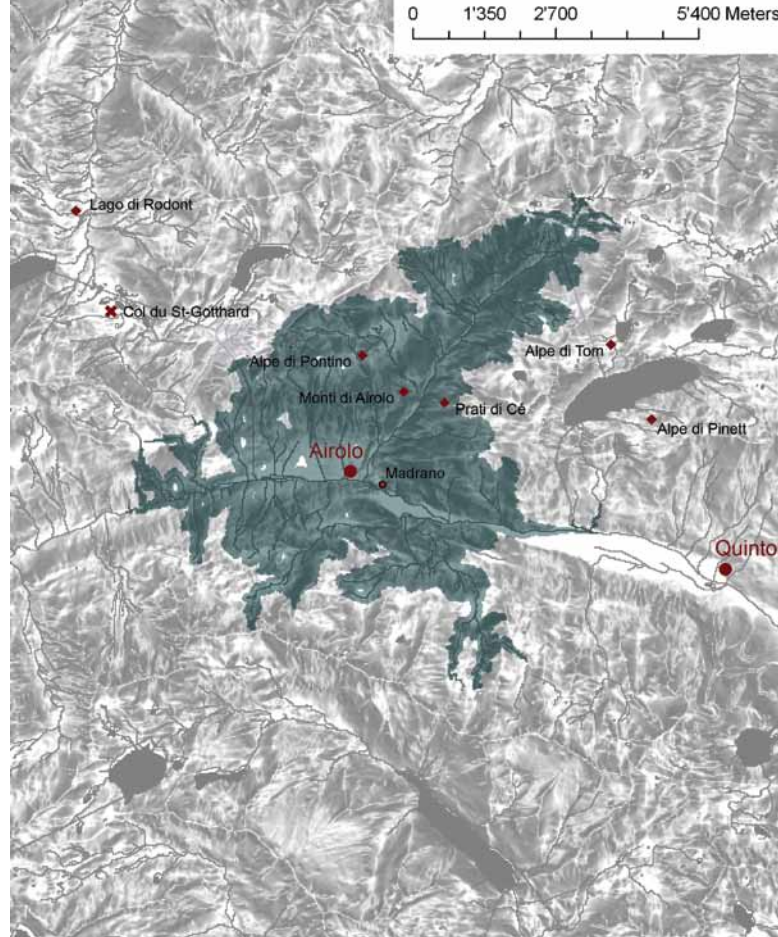 0 1'350 2'700 5'400 Meters
Lago di Rodont
Col du St-Gotthard
Alpe di Tom
Alpe di Pontino
Monti di Airolo
Prati di Cé
Alpe di Pinett
Airolo
Madrano
Quinto